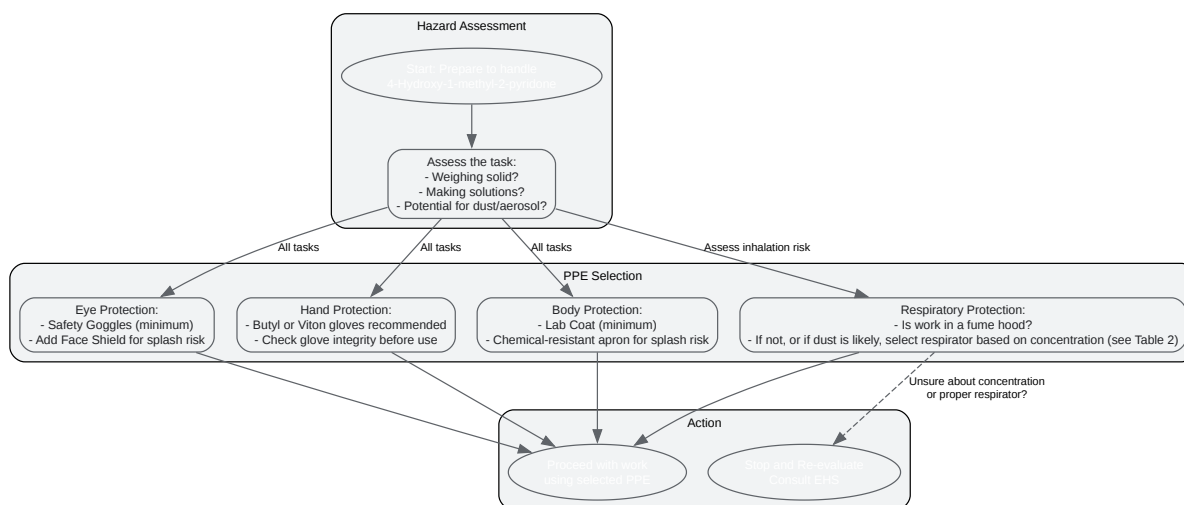 Hazard Assessment
Start: Prepare to handle
4-Hydroxy-1-methyl-2-pyridone
Assess the task:
- Weighing solid?
- Making solutions?
- Potential for dust/aerosol?
All tasks
All tasks
All tasks
Assess inhalation risk
PPE Selection
Eye Protection:
- Safety Goggles (minimum)
- Add Face Shield for splash risk
Hand Protection:
- Butyl or Viton gloves recommended
- Check glove integrity before use
Body Protection:
- Lab Coat (minimum)
- Chemical-resistant apron for splash risk
Respiratory Protection:
- Is work in a fume hood?
- If not, or if dust is likely, select respirator based on concentration (see Table 2)
Unsure about concentration
or proper respirator?
Action
Proceed with work
using selected PPE
Stop and Re-evaluate
Consult EHS